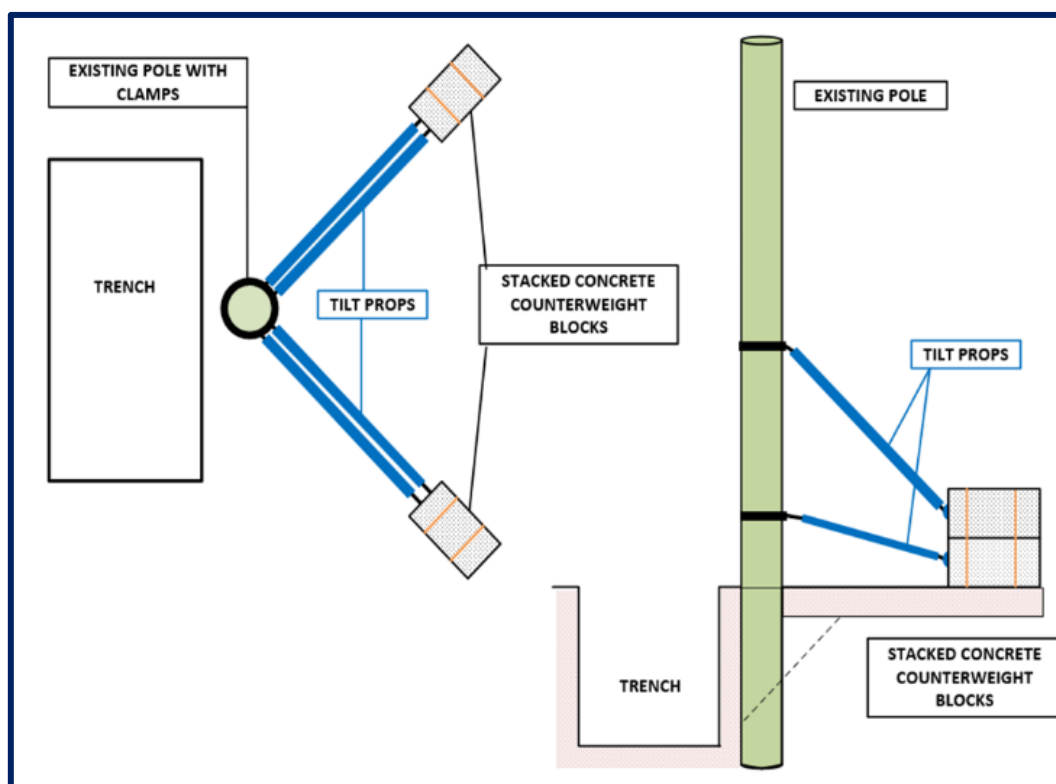 EXISTING POLE WITH
CLAMPS
TRENCH
TILT PROPS
STACKED CONCRETE
COUNTERWEIGHT
BLOCKS
EXISTING POLE
TILT PROPS
TRENCH
STACKED CONCRETE
COUNTERWEIGHT
BLOCKS